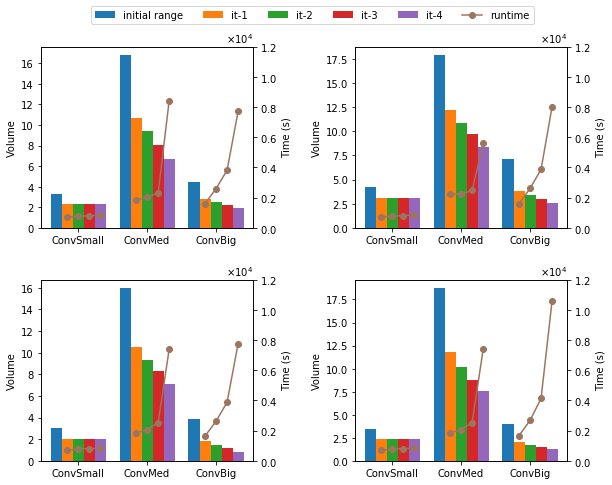 initial range it-1 it-2 it-3 it-4 runtime
×10⁴ ×10⁴
16 1.2 17.5 1.2
14 1.0 15.0 1.0
12 0.8 12.5 0.8
10 10.0
8 0.6 7.5 0.6
6 0.4 5.0 0.4
4 0.2 2.5 0.2
2
0 0.0 0.0 0.0
Volume Time (s) Volume Time (s)
ConvSmall ConvMed ConvBig ConvSmall ConvMed ConvBig
×10⁴ ×10⁴
16 1.2 17.5 1.2
14 1.0 15.0 1.0
12 0.8 12.5 0.8
10 10.0
8 0.6 7.5 0.6
6 0.4 5.0 0.4
4 0.2 2.5 0.2
2
0 0.0 0.0 0.0
Volume Time (s) Volume Time (s)
ConvSmall ConvMed ConvBig ConvSmall ConvMed ConvBig